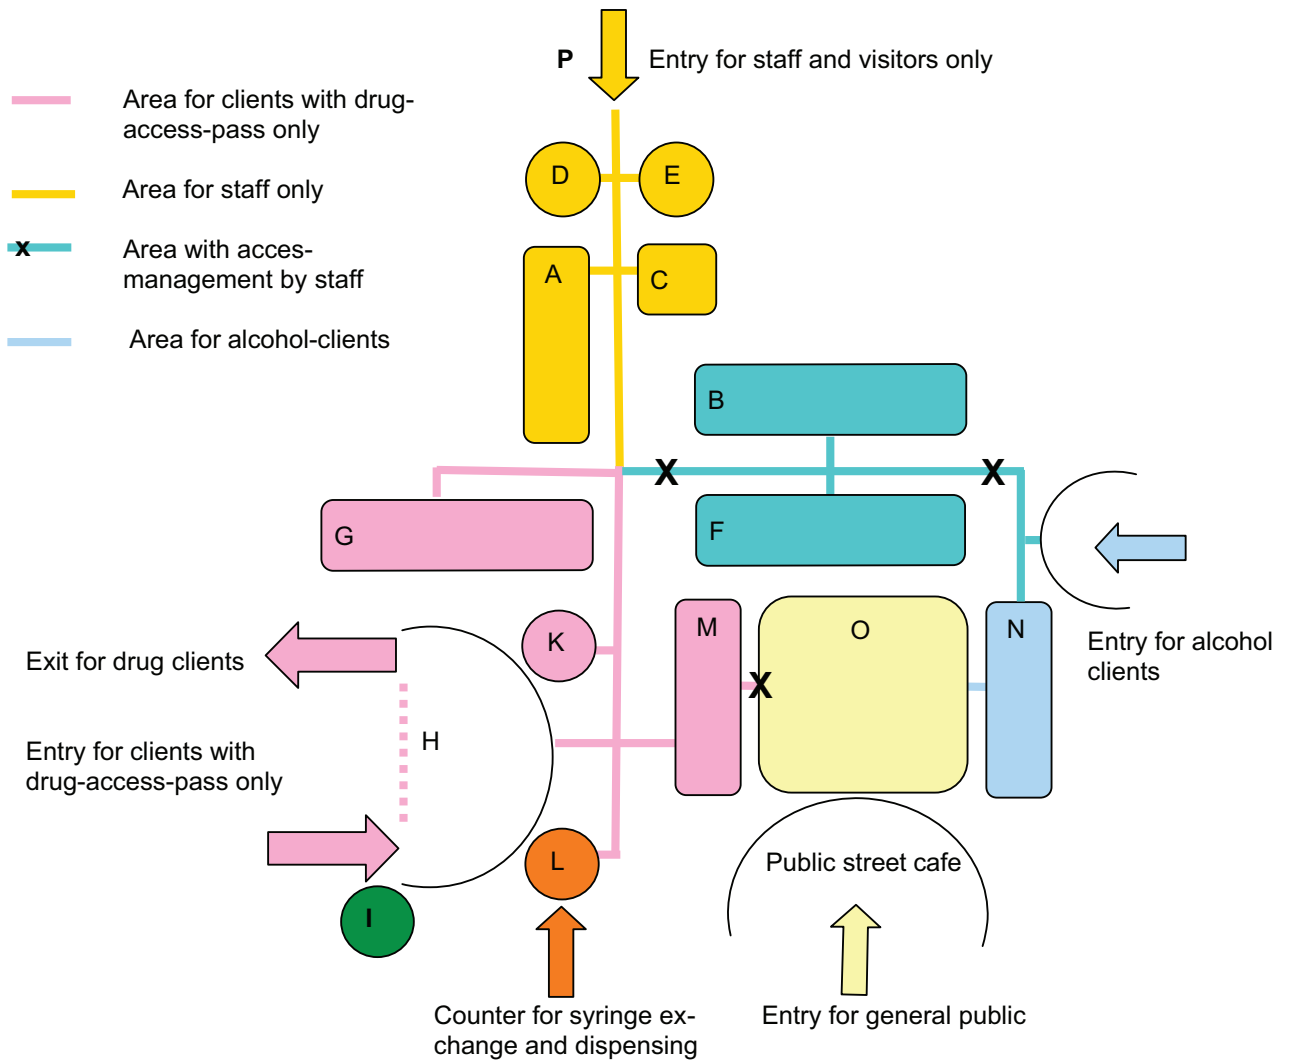 P
Entry for staff and visitors only
Area for clients with drug-
access-pass only
Area for staff only
x
Area with acces-
management by staff
Area for alcohol-clients
D
E
A
C
B
X
X
G
F
Entry for alcohol
clients
K
M
O
N
X
Exit for drug clients
H
Entry for clients with
drug-access-pass only
L
Public street cafe
I
Counter for syringe ex-
change and dispensing
Entry for general public